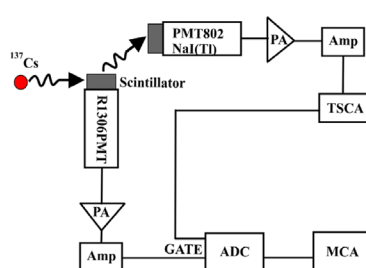 PMT802
NaI(Tl)
PA
Amp
137Cs
Scintillator
R1306PMT
TSCA
PA
Amp
GATE
ADC
MCA